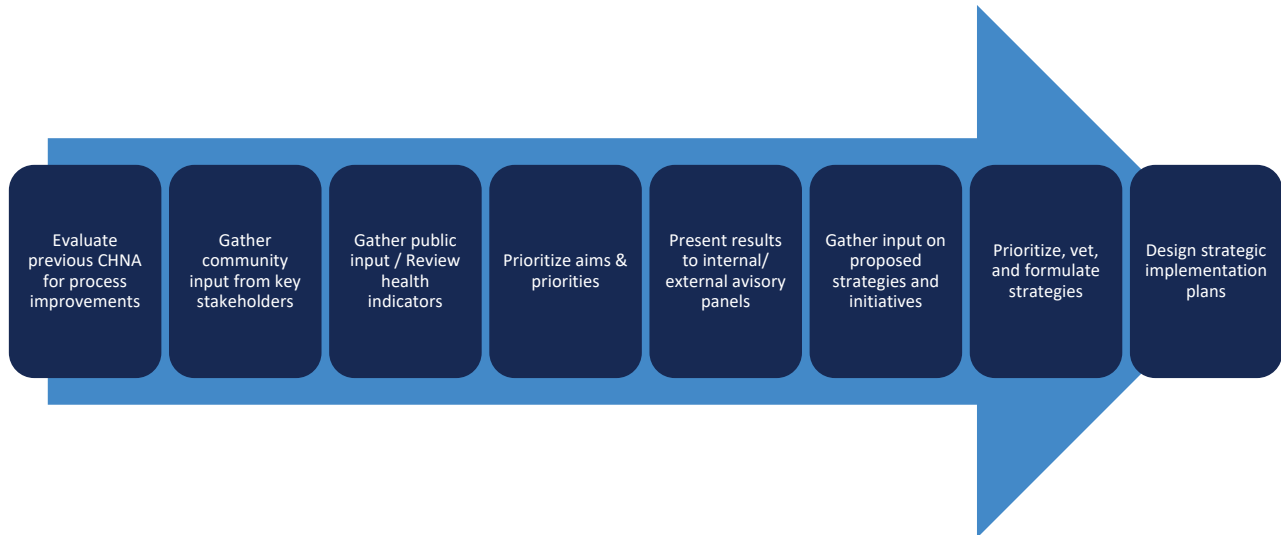 Evaluate
previous CHNA
for process
improvements
Gather
community
input from key
stakeholders
Gather public
input / Review
health
indicators
Prioritize aims &
priorities
Present results
to internal/
external avisory
panels
Gather input on
proposed
strategies and
initiatives
Prioritize, vet,
and formulate
strategies
Design strategic
implementation
plans